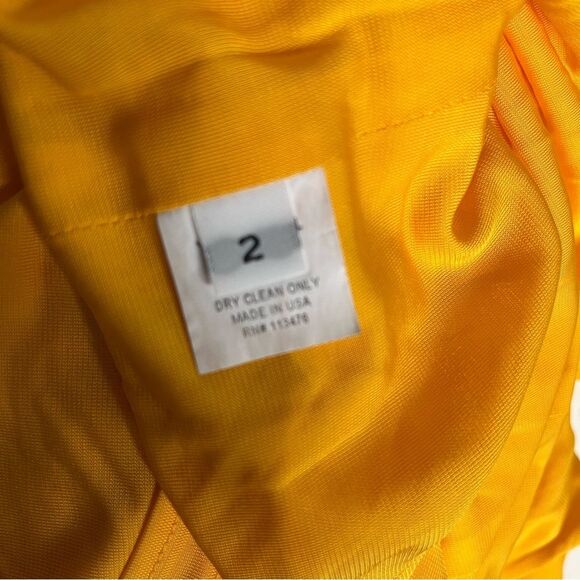 2
DRY CLEAN ONLY
MADE IN USA
RN# 113476